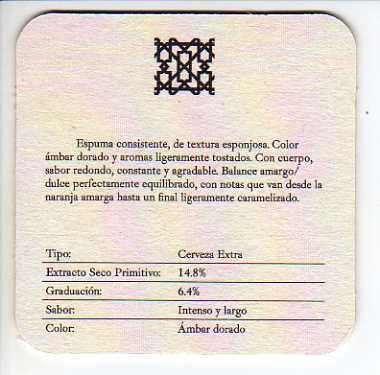 Espuma consistente, de textura esponjosa. Color
ámbar dorado y aromas ligeramente tostados. Con cuerpo,
sabor redondo, constante y agradable. Balance amargo/
dulce perfectamente equilibrado, con notas que van desde la
naranja amarga hasta un final ligeramente caramelizado.
Tipo: Cerveza Extra
Extracto Seco Primitivo: 14.8%
Graduación: 6.4%
Sabor: Intenso y largo
Color: Ámbar dorado